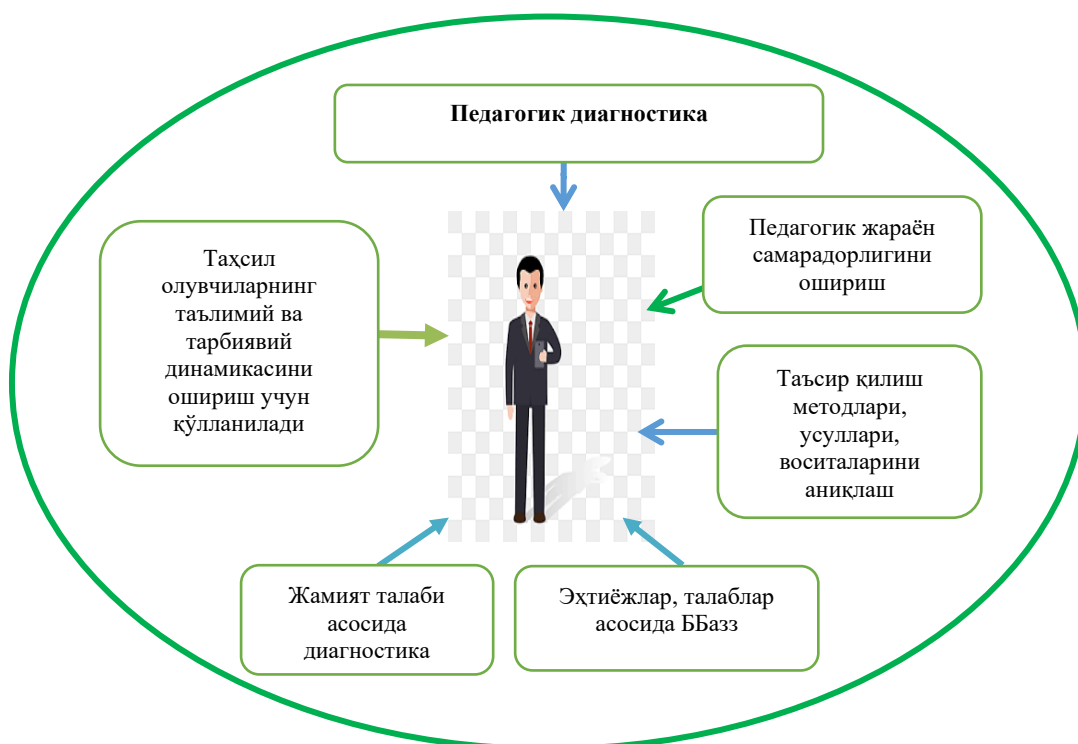 Педагогик диагностика
Таҳсил
олувчиларнинг
таълимий ва
тарбиявий
динамикасини
ошириш учун
қўлланилади
Педагогик жараён
самарадорлигини
ошириш
Таъсир қилиш
методлари,
усуллари,
воситаларини
аниқлаш
Жамият талаби
асосида
диагностика
Эҳтиёжлар, талаблар
асосида ББазз